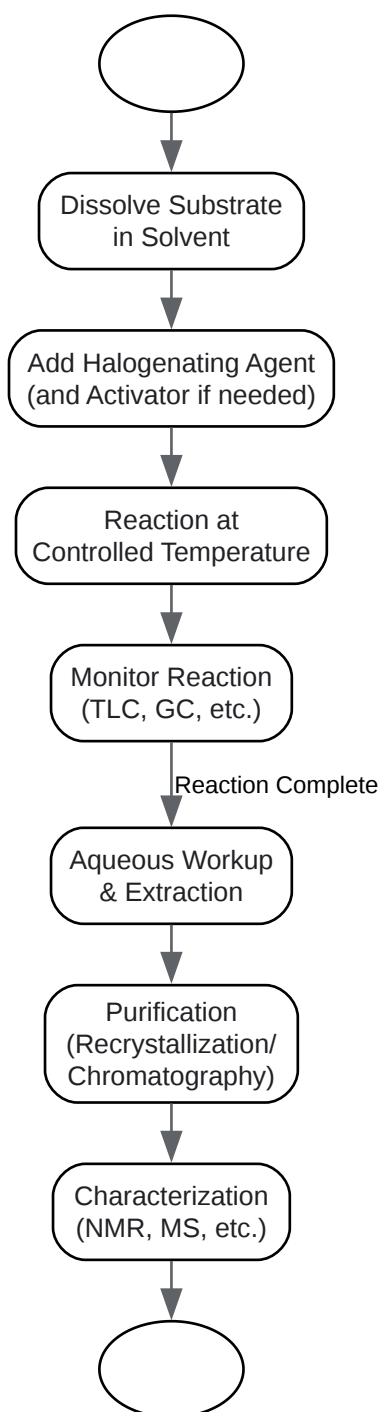 Dissolve Substrate
in Solvent
Add Halogenating Agent
(and Activator if needed)
Reaction at
Controlled Temperature
Monitor Reaction
(TLC, GC, etc.)
Reaction Complete
Aqueous Workup
& Extraction
Purification
(Recrystallization/
Chromatography)
Characterization
(NMR, MS, etc.)